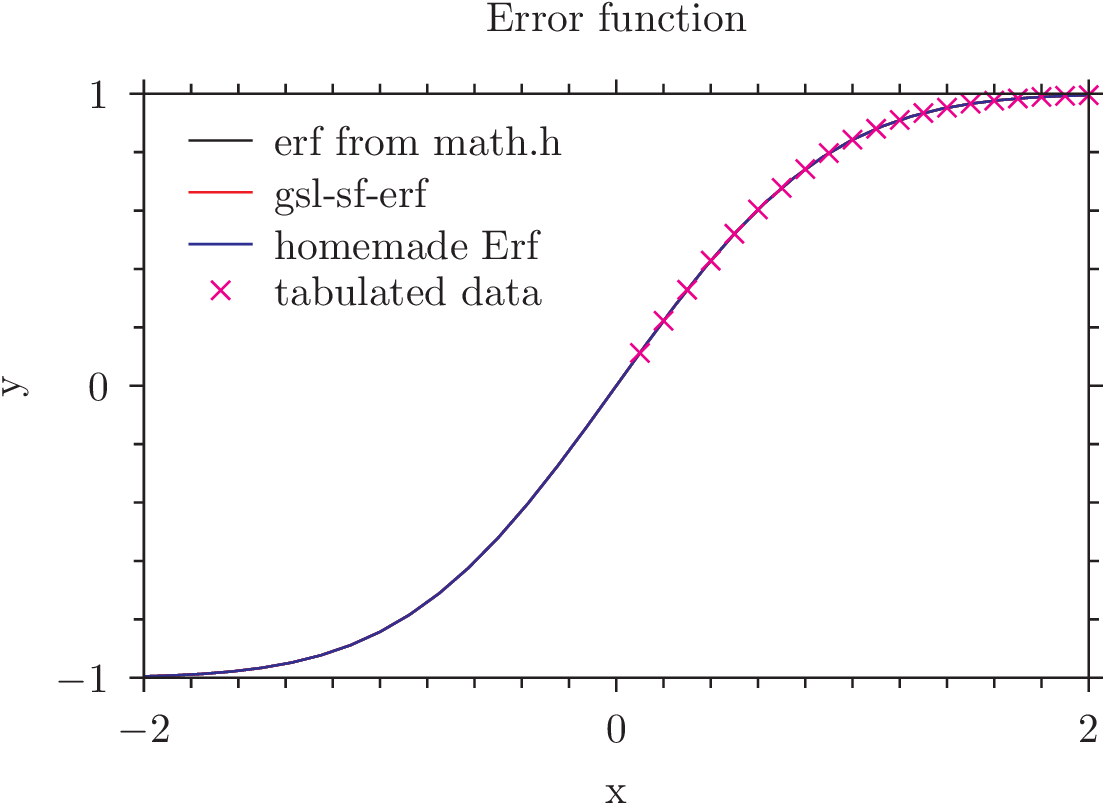 Error function
1
erf from math.h
gsl-sf-erf
homemade Erf
tabulated data
y
0
−1
−2
0
2
x